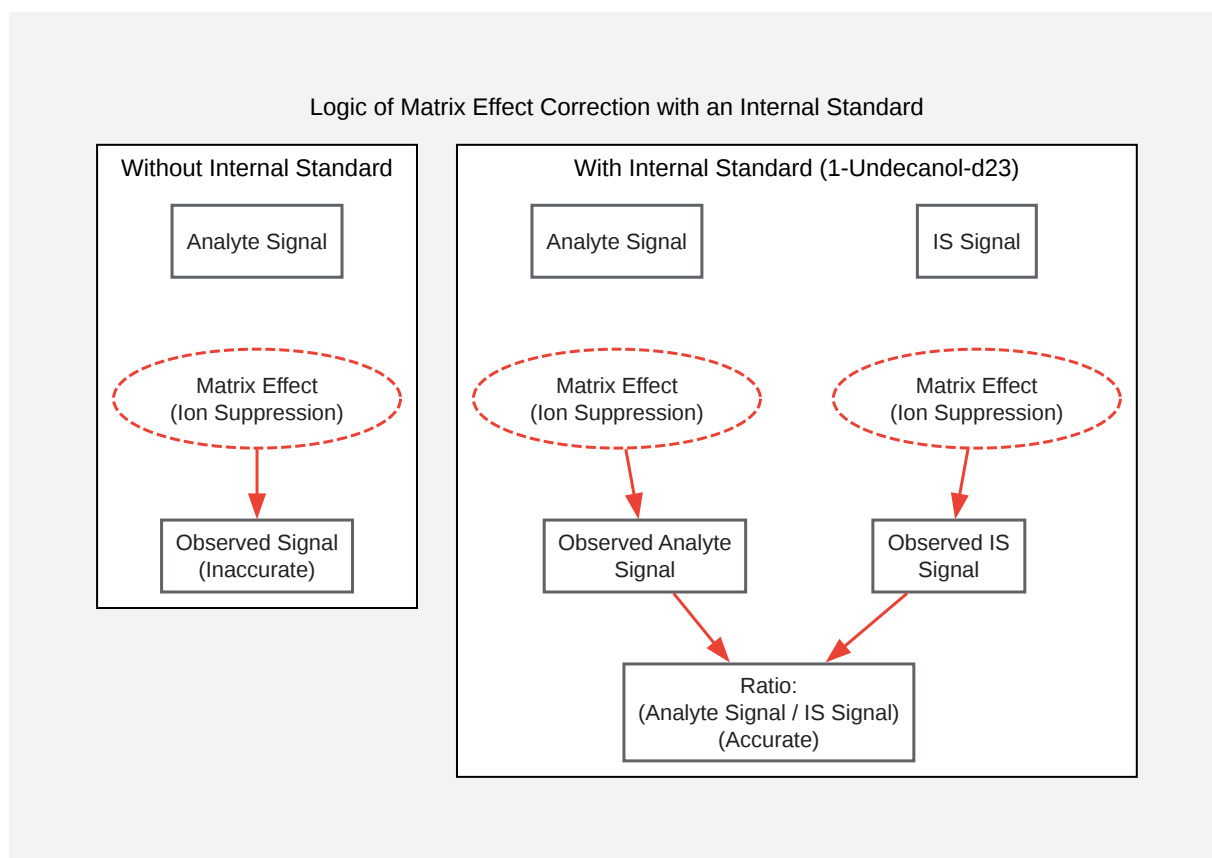 Logic of Matrix Effect Correction with an Internal Standard
Without Internal Standard
Analyte Signal
Matrix Effect
(Ion Suppression)
Observed Signal
(Inaccurate)
With Internal Standard (1-Undecanol-d23)
Analyte Signal
IS Signal
Matrix Effect
(Ion Suppression)
Matrix Effect
(Ion Suppression)
Observed Analyte
Signal
Observed IS
Signal
Ratio:
(Analyte Signal / IS Signal)
(Accurate)